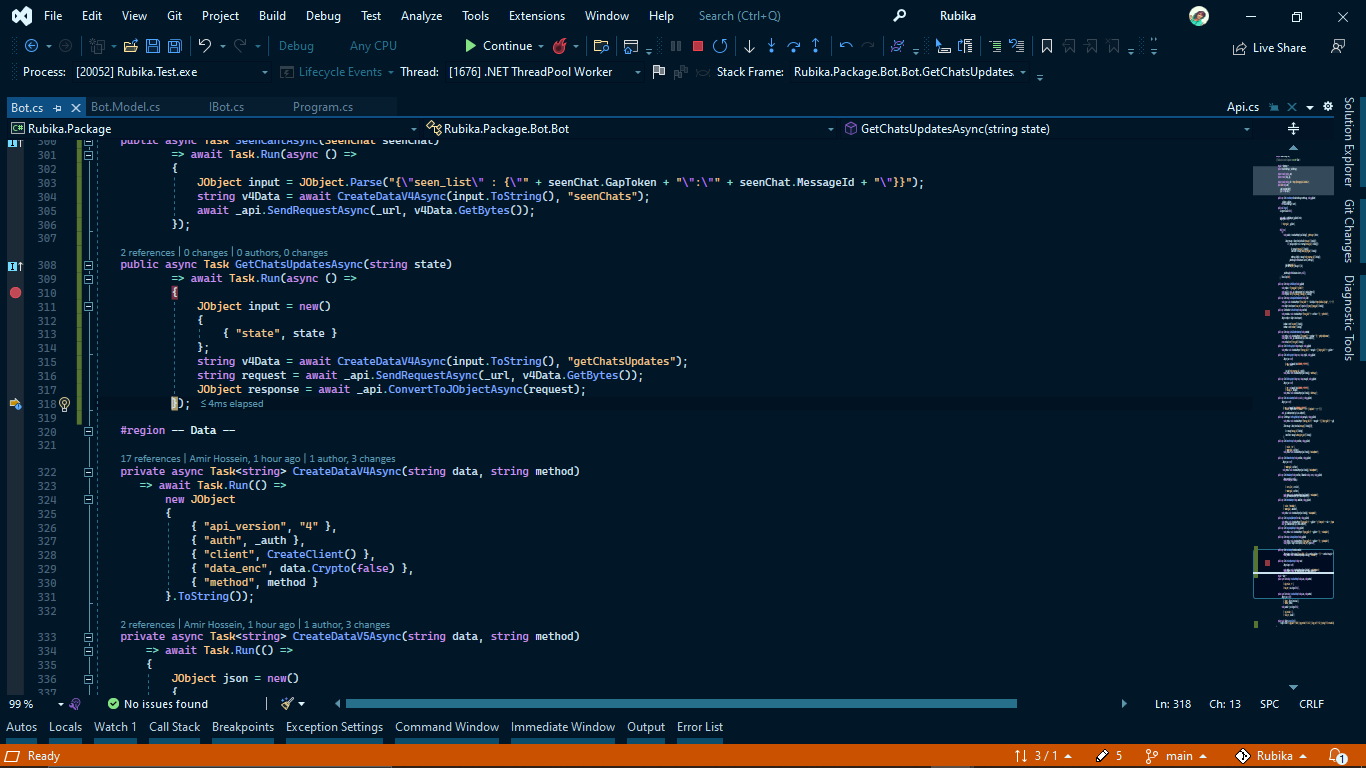 File Edit View Git Project Build Debug Test Analyze Tools Extensions Window Help Search (Ctrl+Q) Rubika
Debug Any CPU Continue Live Share
Process: [20052] Rubika.Test.exe Lifecycle Events Thread: [1676] .NET ThreadPool Worker Stack Frame: Rubika.Package.Bot.Bot.GetChatsUpdates
Bot.cs Bot.Model.cs IBot.cs Program.cs Api.cs
C# Rubika.Package Rubika.Package.Bot.Bot GetChatsUpdatesAsync(string state)
300 public async Task SeenChatAsync(SeenChat seenChat)
301 => await Task.Run(async () =>
302 {
303 JObject input = JObject.Parse("{\"seen_list\" : {\"" + seenChat.GapToken + "\":\"" + seenChat.MessageId + "\"}}");
304 string v4Data = await CreateDataV4Async(input.ToString(), "seenChats");
305 await _api.SendRequestAsync(_url, v4Data.GetBytes());
306 });
307
2 references | 0 changes | 0 authors, 0 changes
308 public async Task GetChatsUpdatesAsync(string state)
309 => await Task.Run(async () =>
310 {
311 JObject input = new()
312 {
313 { "state", state }
314 };
315 string v4Data = await CreateDataV4Async(input.ToString(), "getChatsUpdates");
316 string request = await _api.SendRequestAsync(_url, v4Data.GetBytes());
317 JObject response = await _api.ConvertToJObjectAsync(request);
318 }); ≤ 4ms elapsed
319
320 #region -- Data --
321
17 references | Amir Hossein, 1 hour ago | 1 author, 3 changes
322 private async Task<string> CreateDataV4Async(string data, string method)
323 => await Task.Run(() =>
324 new JObject
325 {
326 { "api_version", "4" },
327 { "auth", _auth },
328 { "client", CreateClient() },
329 { "data_enc", data.Crypto(false) },
330 { "method", method }
331 }.ToString());
332
2 references | Amir Hossein, 1 hour ago | 1 author, 3 changes
333 private async Task<string> CreateDataV5Async(string data, string method)
334 => await Task.Run(() =>
335 {
336 JObject json = new()
337 {
Solution Explorer
Git Changes
Diagnostic Tools
99 % No issues found Ln: 318 Ch: 13 SPC CRLF
Autos Locals Watch 1 Call Stack Breakpoints Exception Settings Command Window Immediate Window Output Error List
Ready 3 / 1 5 main Rubika 1